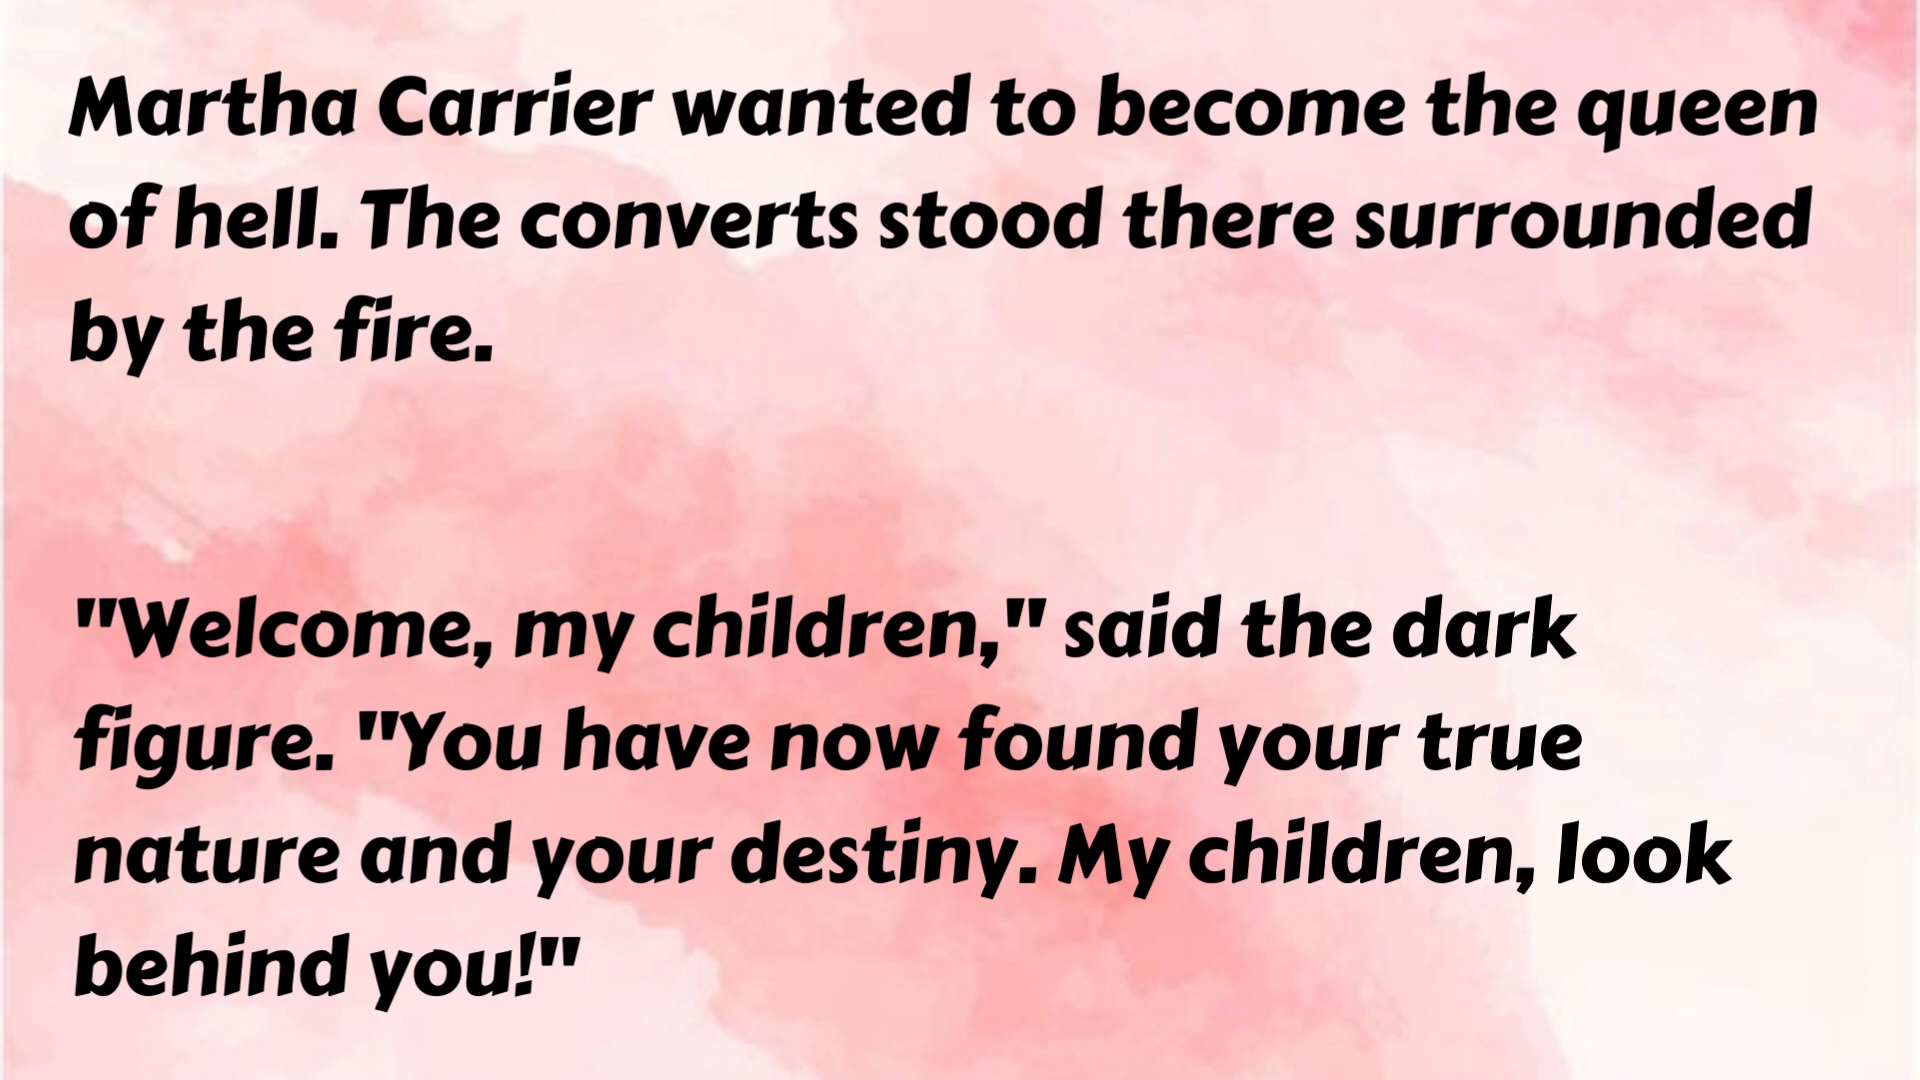 Martha Carrier wanted to become the queen
of hell. The converts stood there surrounded
by the fire.
"Welcome, my children," said the dark
figure. "You have now found your true
nature and your destiny. My children, look
behind you!"